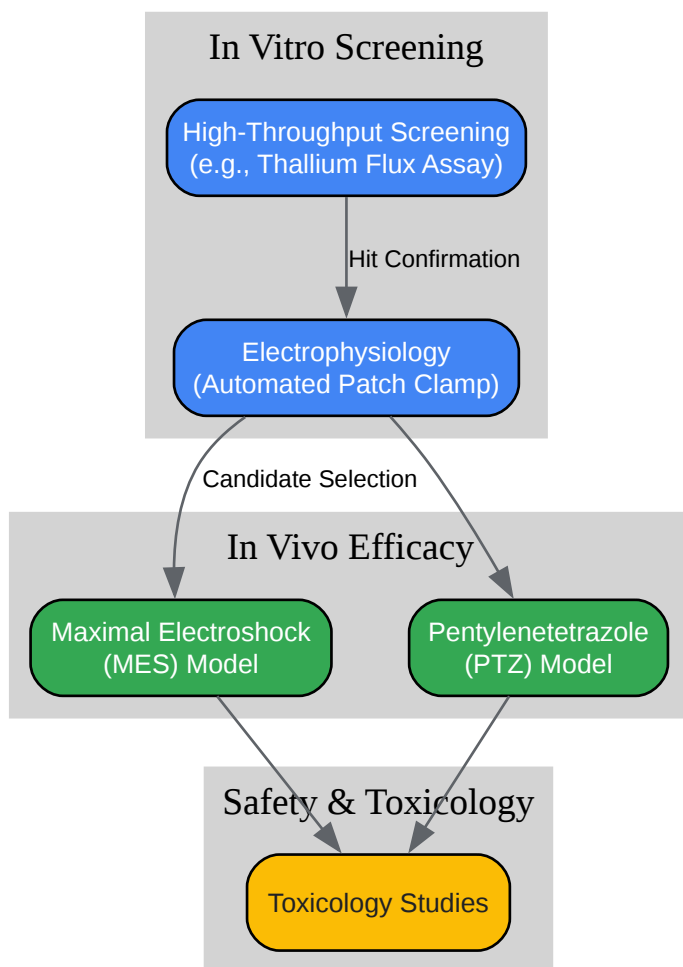 In Vitro Screening
High-Throughput Screening
(e.g., Thallium Flux Assay)
Hit Confirmation
Electrophysiology
(Automated Patch Clamp)
Candidate Selection
In Vivo Efficacy
Maximal Electroshock
(MES) Model
Pentylenetetrazole
(PTZ) Model
Safety & Toxicology
Toxicology Studies